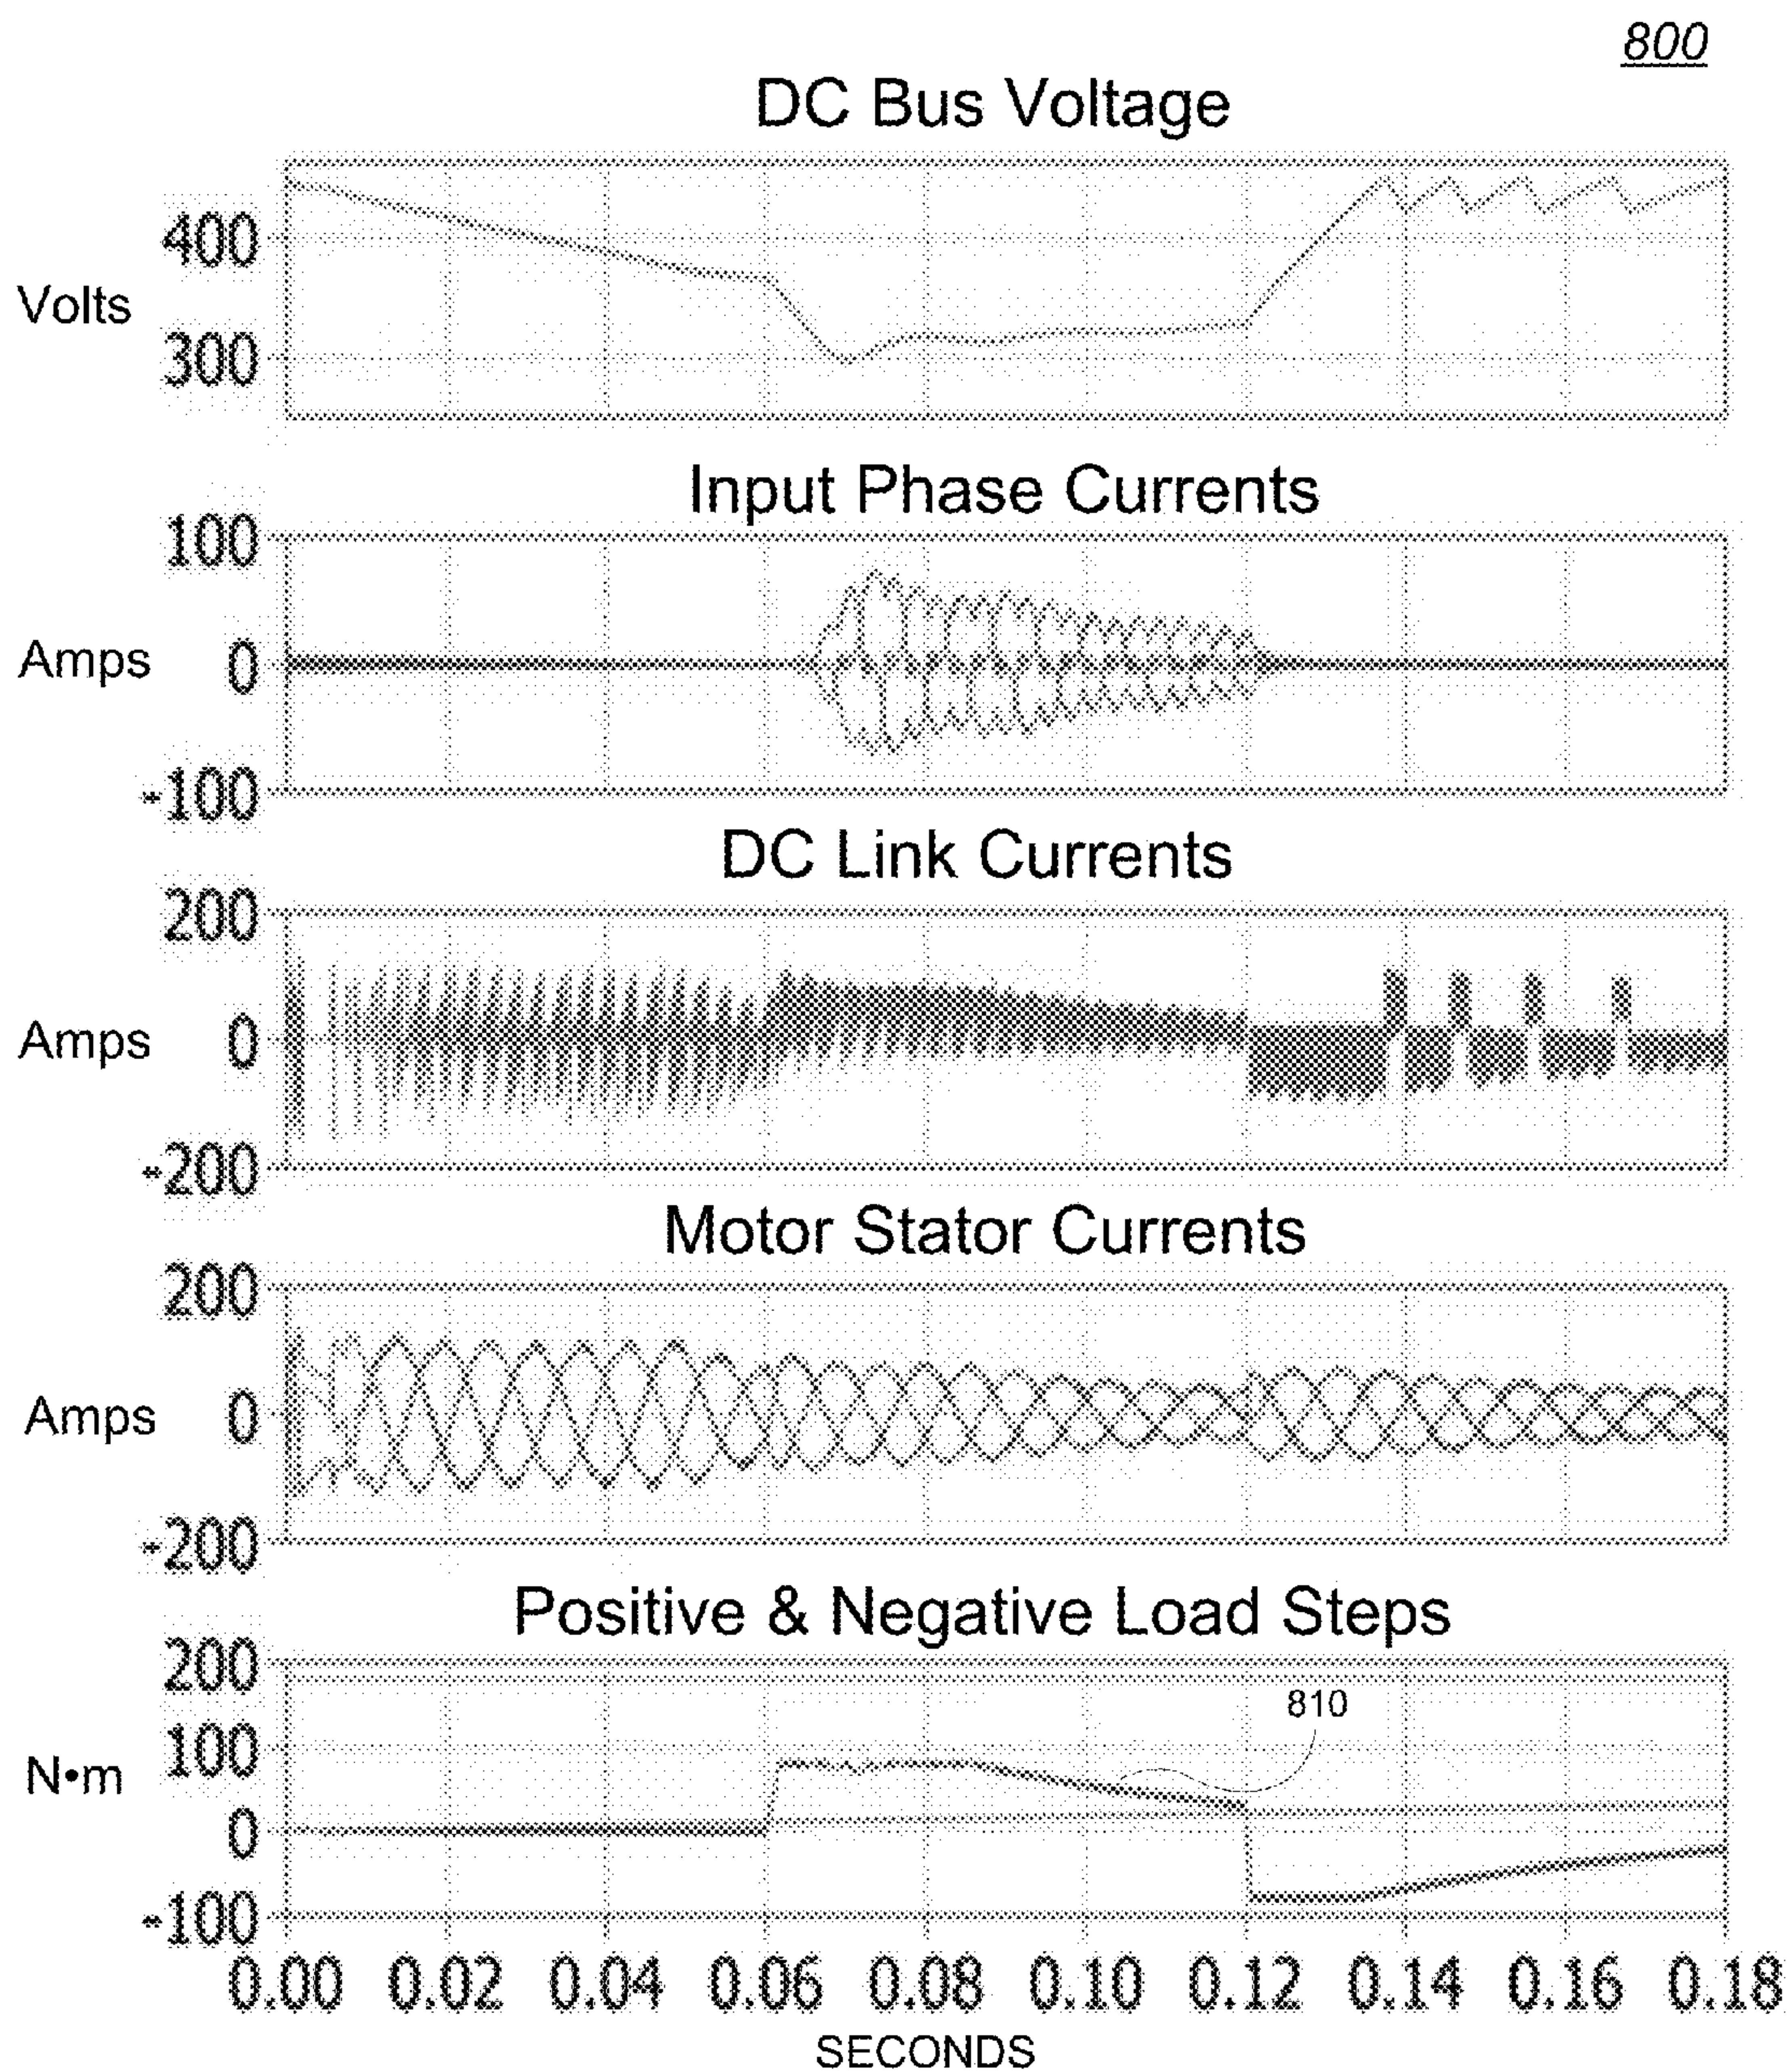 800
DC Bus Voltage
400
Volts
300
Input Phase Currents
100
Amps 0
-100
DC Link Currents
200
Amps 0
-200
Motor Stator Currents
200
Amps 0
-200
Positive & Negative Load Steps
200
810
100
N•m
0
-100
0.00 0.02 0.04 0.06 0.08 0.10 0.12 0.14 0.16 0.18
SECONDS